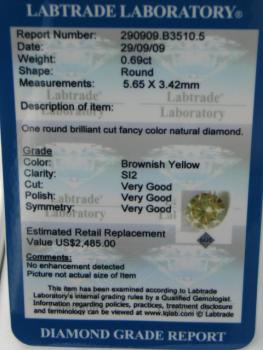 LABTRADE LABORATORY®
Report Number: 290909.B3510.5
Date: 29/09/09
Weight: 0.69ct
Shape: Round
Measurements: 5.65 X 3.42mm
Labtrade® Laboratory
Description of item:
One round brilliant cut fancy color natural diamond.
Grade
Color: Brownish Yellow
Clarity: SI2
Cut: Very Good
Polish: Very Good
Symmetry: Very Good
Estimated Retail Replacement
Value US$2,485.00
Comments:
No enhancement detected
Picture not actual size of item
This item has been examined according to Labtrade
Laboratory's internal grading rules by a Qualified Gemologist.
Information regarding policies, practices, treatment disclosure
and terminology can be viewed at www.lqlab.com © Labtrade
DIAMOND GRADE REPORT